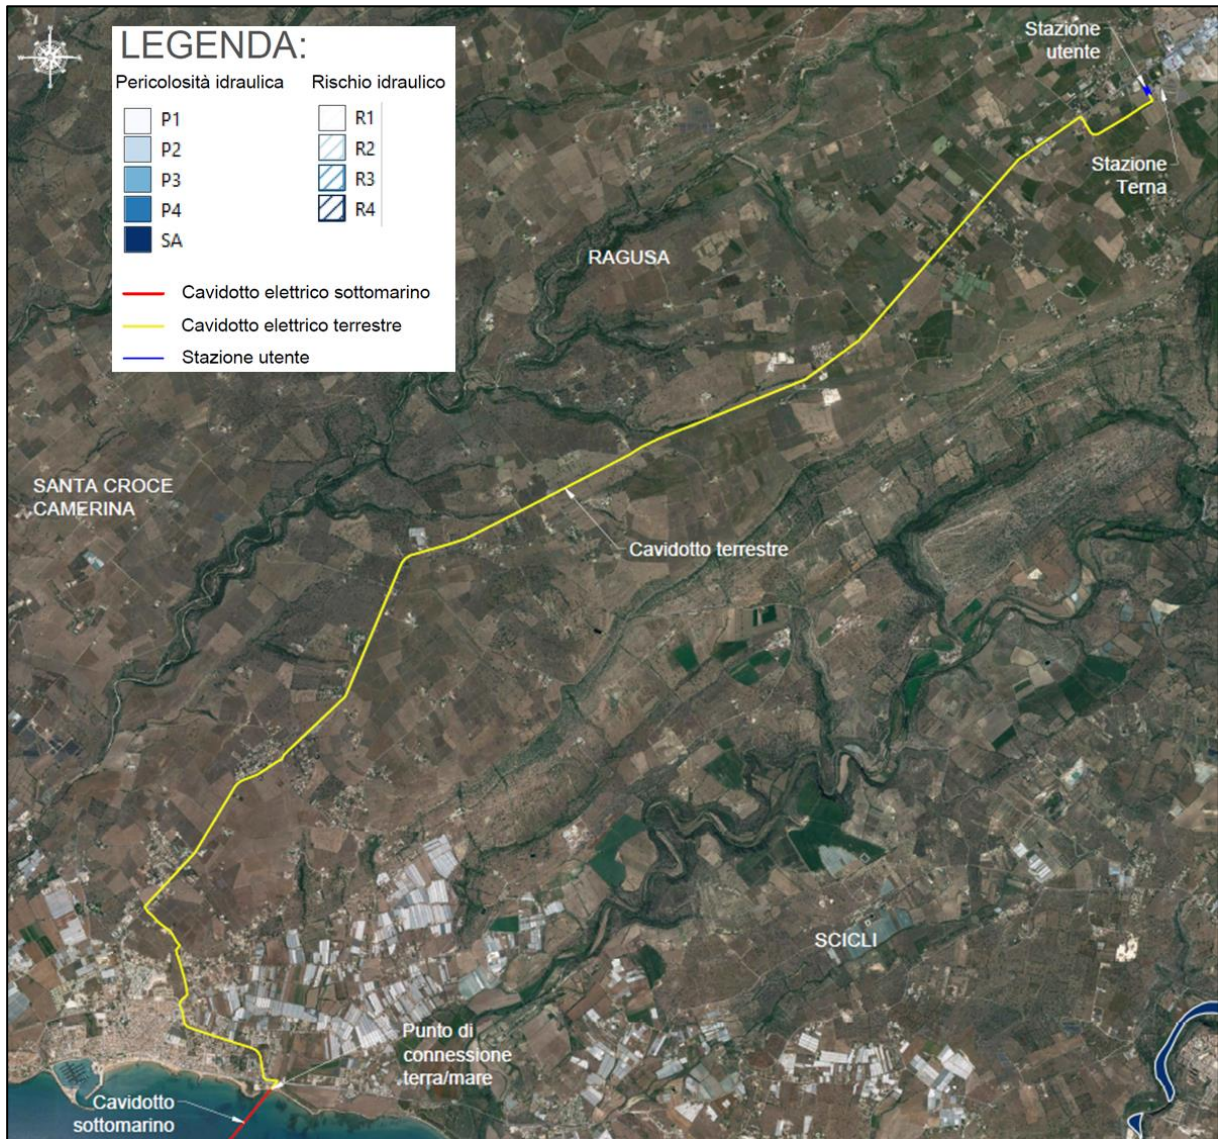 LEGENDA:
Pericolosità idraulica
Rischio idraulico
P1
P2
P3
P4
SA
R1
R2
R3
R4
Cavidotto elettrico sottomarino
Cavidotto elettrico terrestre
Stazione utente
Stazione
utente
Stazione
Terna
RAGUSA
SANTA CROCE
CAMERINA
Cavidotto terrestre
SCICLI
Punto di
connessione
terra/mare
Cavidotto
sottomarino